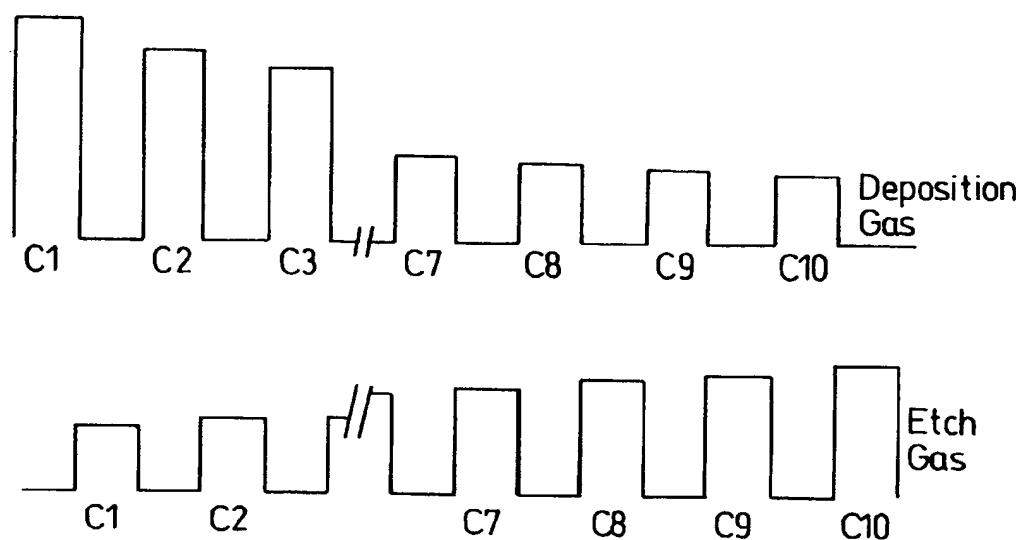 C1 C2 C3 C7 C8 C9 C10
Deposition
Gas
C1 C2 C7 C8 C9 C10
Etch
Gas